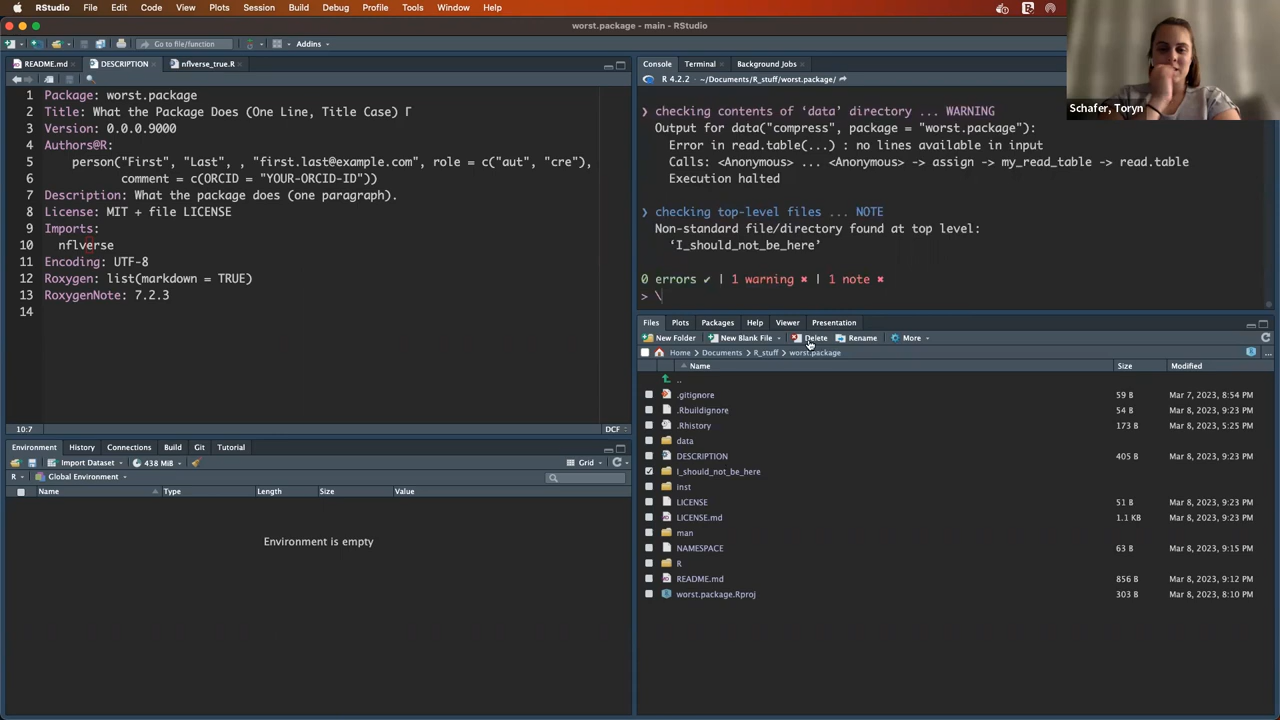 RStudio File Edit Code View Plots Session Build Debug Profile Tools Window Help
worst.package - main - RStudio
Go to file/function Addins
README.md DESCRIPTION nflverse_true.R
1 Package: worst.package
2 Title: What the Package Does (One Line, Title Case) Γ
3 Version: 0.0.0.9000
4 Authors@R:
5 person("First", "Last", , "first.last@example.com", role = c("aut", "cre"),
6 comment = c(ORCID = "YOUR-ORCID-ID"))
7 Description: What the package does (one paragraph).
8 License: MIT + file LICENSE
9 Imports:
10 nflverse
11 Encoding: UTF-8
12 Roxygen: list(markdown = TRUE)
13 RoxygenNote: 7.2.3
14
10:7 DCF
Environment History Connections Build Git Tutorial
Import Dataset 438 MiB Grid
R Global Environment
Name Type Length Size Value
Environment is empty
Console Terminal Background Jobs
R 4.2.2 · ~/Documents/R_stuff/worst.package/
❯ checking contents of ‘data’ directory ... WARNING
Output for data("compress", package = "worst.package"):
Error in read.table(...) : no lines available in input
Calls: <Anonymous> ... <Anonymous> -> assign -> my_read_table -> read.table
Execution halted
❯ checking top-level files ... NOTE
Non-standard file/directory found at top level:
‘I_should_not_be_here’
0 errors ✔ | 1 warning ✖ | 1 note ✖
> \
Files Plots Packages Help Viewer Presentation
New Folder New Blank File Delete Rename More
Home Documents R_stuff worst.package
Name Size Modified
..
.gitignore 59 B Mar 7, 2023, 8:54 PM
.Rbuildignore 54 B Mar 8, 2023, 9:23 PM
.Rhistory 173 B Mar 8, 2023, 5:25 PM
data
DESCRIPTION 405 B Mar 8, 2023, 9:23 PM
I_should_not_be_here
inst
LICENSE 51 B Mar 8, 2023, 9:23 PM
LICENSE.md 1.1 KB Mar 8, 2023, 9:23 PM
man
NAMESPACE 63 B Mar 8, 2023, 9:15 PM
R
README.md 856 B Mar 8, 2023, 9:12 PM
worst.package.Rproj 303 B Mar 8, 2023, 8:10 PM
Schafer, Toryn